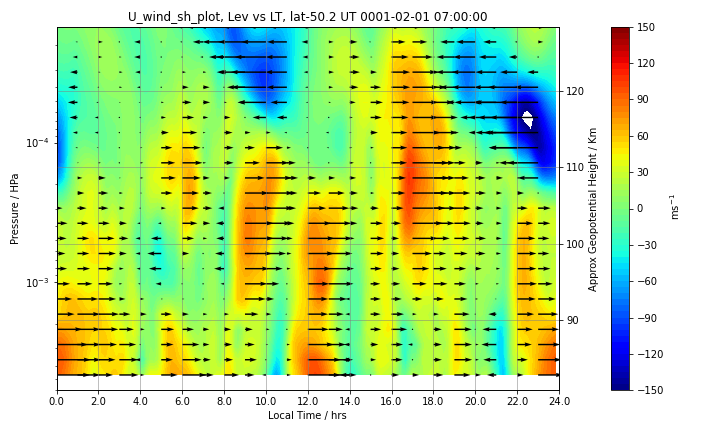 U_wind_sh_plot, Lev vs LT, lat-50.2 UT 0001-02-01 07:00:00
Pressure / HPa
10⁻⁴
10⁻³
0.0 2.0 4.0 6.0 8.0 10.0 12.0 14.0 16.0 18.0 20.0 22.0 24.0
Local Time / hrs
120
110
100
90
Approx Geopotential Height / Km
150
120
90
60
30
0
−30
−60
−90
−120
−150
ms⁻¹